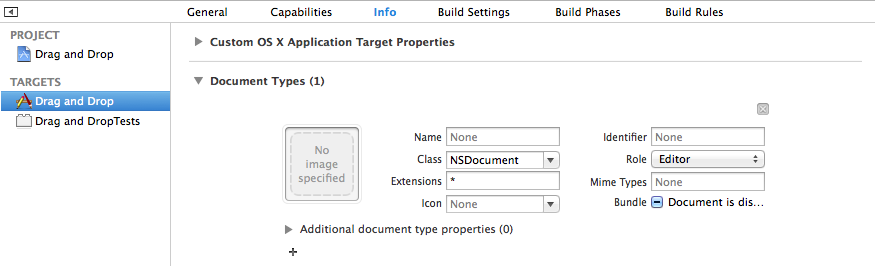 General Capabilities Info Build Settings Build Phases Build Rules
PROJECT
Drag and Drop
TARGETS
Drag and Drop
Drag and DropTests
Custom OS X Application Target Properties
Document Types (1)
No image specified
Name None Identifier None
Class NSDocument Role Editor
Extensions * Mime Types None
Icon None Bundle Document is dis...
Additional document type properties (0)